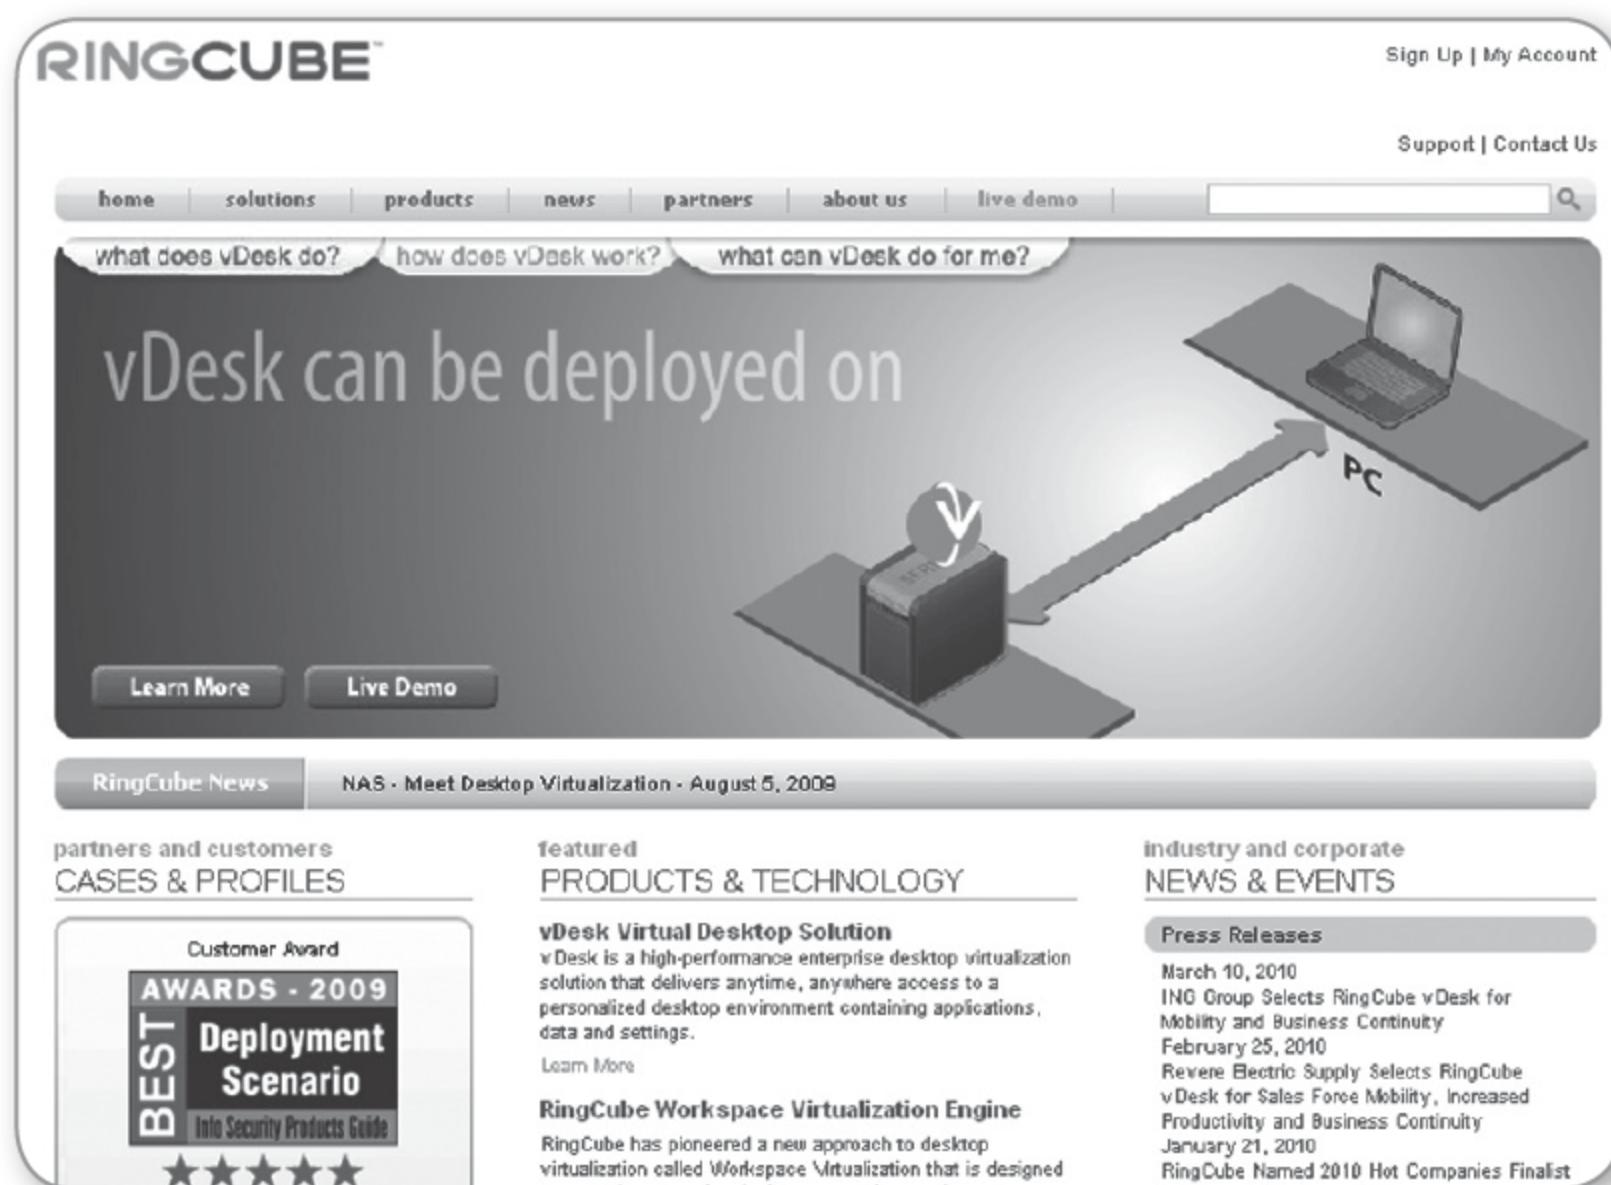 RINGCUBE™
Sign Up | My Account
Support | Contact Us
home
solutions
products
news
partners
about us
live demo
what does vDesk do?
how does vDesk work?
what can vDesk do for me?
vDesk can be deployed on
PC
Learn More
Live Demo
RingCube News
NAS - Meet Desktop Virtualization - August 5, 2009
partners and customers
CASES & PROFILES
Customer Award
AWARDS - 2009
BEST
Deployment
Scenario
Info Security Products Guide
featured
PRODUCTS & TECHNOLOGY
vDesk Virtual Desktop Solution
vDesk is a high-performance enterprise desktop virtualization
solution that delivers anytime, anywhere access to a
personalized desktop environment containing applications,
data and settings.
Learn More
RingCube Workspace Virtualization Engine
RingCube has pioneered a new approach to desktop
virtualization called Workspace Virtualization that is designed
industry and corporate
NEWS & EVENTS
Press Releases
March 10, 2010
ING Group Selects RingCube vDesk for
Mobility and Business Continuity
February 25, 2010
Revere Electric Supply Selects RingCube
vDesk for Sales Force Mobility, Increased
Productivity and Business Continuity
January 21, 2010
RingCube Named 2010 Hot Companies Finalist